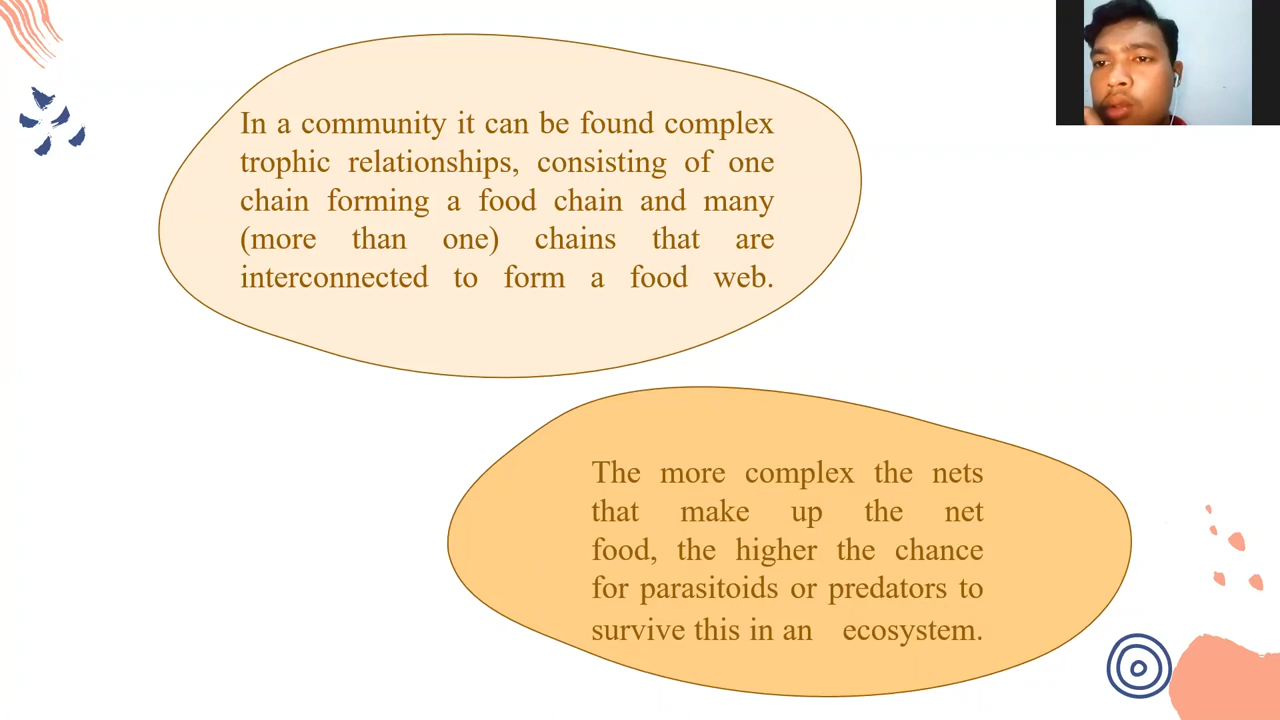 In a community it can be found complex
trophic relationships, consisting of one
chain forming a food chain and many
(more than one) chains that are
interconnected to form a food web.
The more complex the nets
that make up the net
food, the higher the chance
for parasitoids or predators to
survive this in an ecosystem.